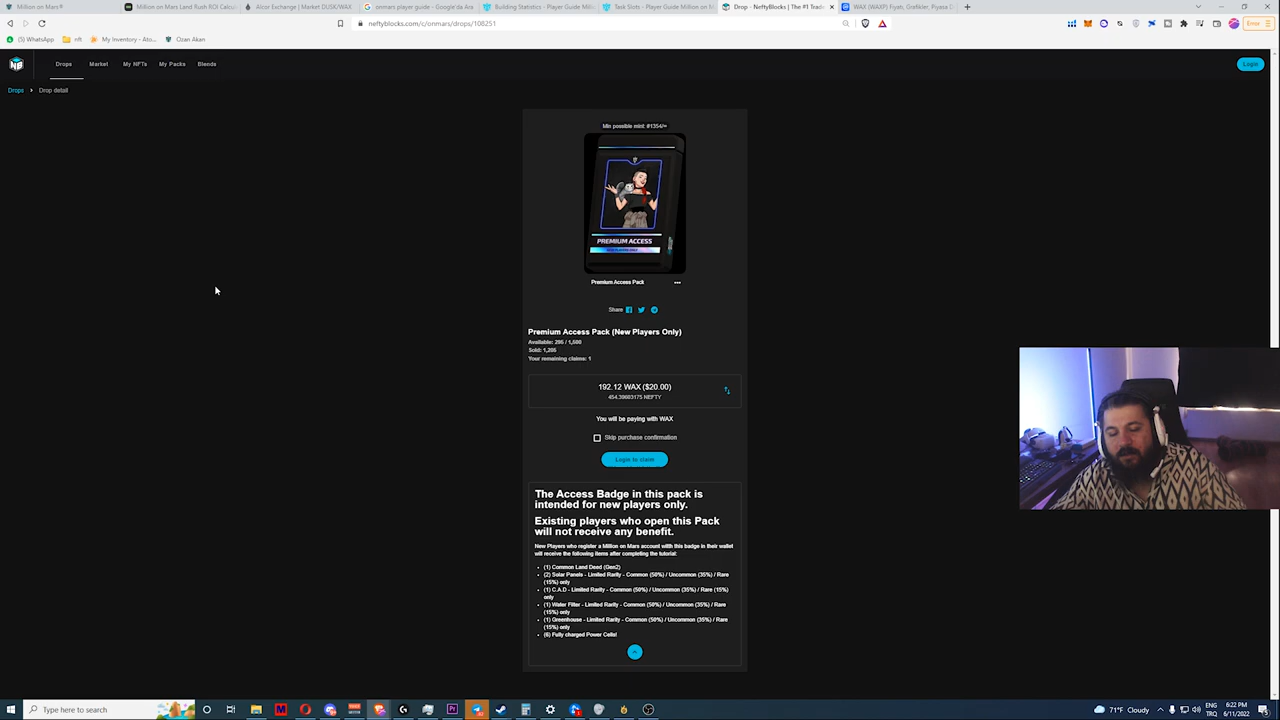 Million on Mars®
Million on Mars Land Rush ROI Calcu
Alcor Exchange | Market DUSK/WAX
onmars player guide - Google'da Ara
Building Statistics - Player Guide Millio
Task Slots - Player Guide Million on M
Drop - NeftyBlocks | The #1 Trade
WAX (WAXP) Fiyatı, Grafikler, Piyasa D
neftyblocks.com/c/onmars/drops/108251
Error
(3) WhatsApp
nft
My Inventory - Ato...
Ozan Akan
NB
Drops
Market
My NFTs
My Packs
Blends
Login
Drops
Drop detail
Min possible mint: #1354/∞
PREMIUM ACCESS
Premium Access Pack
Share
Premium Access Pack (New Players Only)
Available: 295 / 1,500
Sold: 1,205
Your remaining claims: 1
192.12 WAX ($20.00)
454.39603175 NEFTY
You will be paying with WAX
Skip purchase confirmation
Login to claim
The Access Badge in this pack is
intended for new players only.
Existing players who open this Pack
will not receive any benefit.
New Players who register a Million on Mars account with this badge in their wallet
will receive the following items after completing the tutorial:
(1) Common Land Deed (Gen2)
(2) Solar Panels - Limited Rarity - Common (50%) / Uncommon (35%) / Rare
(15%) only
(1) C.A.D - Limited Rarity - Common (50%) / Uncommon (35%) / Rare (15%)
only
(1) Water Filter - Limited Rarity - Common (50%) / Uncommon (35%) / Rare
(15%) only
(1) Greenhouse - Limited Rarity - Common (50%) / Uncommon (35%) / Rare
(15%) only
(6) Fully charged Power Cells!
Type here to search
71°F Cloudy
ENG
TRQ
6:22 PM
6/11/2022